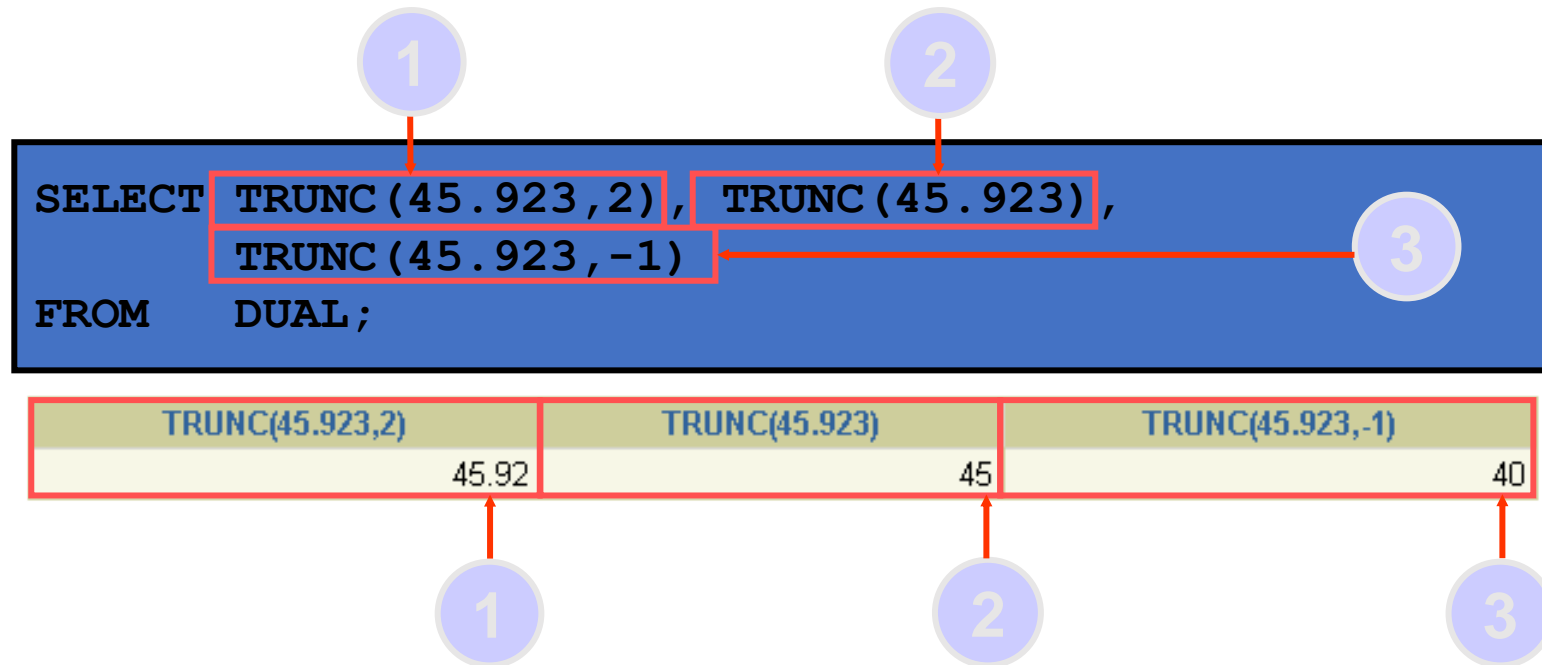 1 2
SELECT TRUNC(45.923,2), TRUNC(45.923),
TRUNC(45.923,-1) 3
FROM DUAL;
TRUNC(45.923,2) TRUNC(45.923) TRUNC(45.923,-1)
45.92 45 40
1 2 3